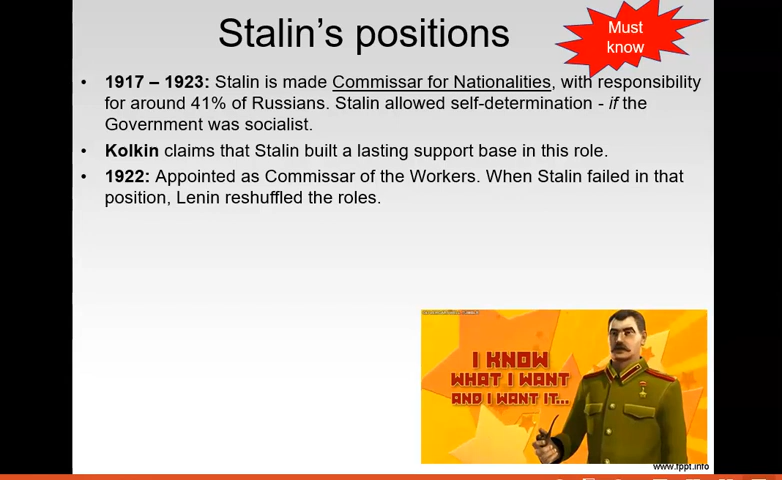 Stalin's positions
Must
know
• 1917 – 1923: Stalin is made Commissar for Nationalities, with responsibility
for around 41% of Russians. Stalin allowed self-determination - if the
Government was socialist.
• Kolkin claims that Stalin built a lasting support base in this role.
• 1922: Appointed as Commissar of the Workers. When Stalin failed in that
position, Lenin reshuffled the roles.
I KNOW
WHAT I WANT
AND I WANT IT...
www.fppt.info